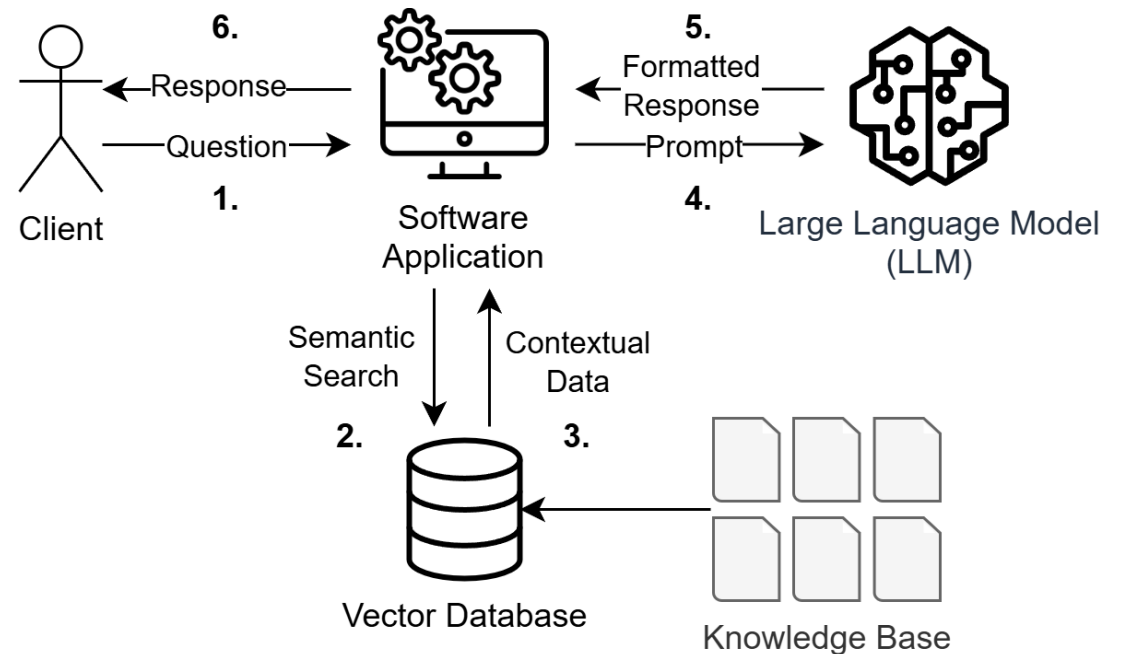 6.
Response
Question
1.
Client
Software
Application
5.
Formatted
Response
Prompt
4.
Large Language Model
(LLM)
Semantic
Search
2.
Contextual
Data
3.
Vector Database
Knowledge Base